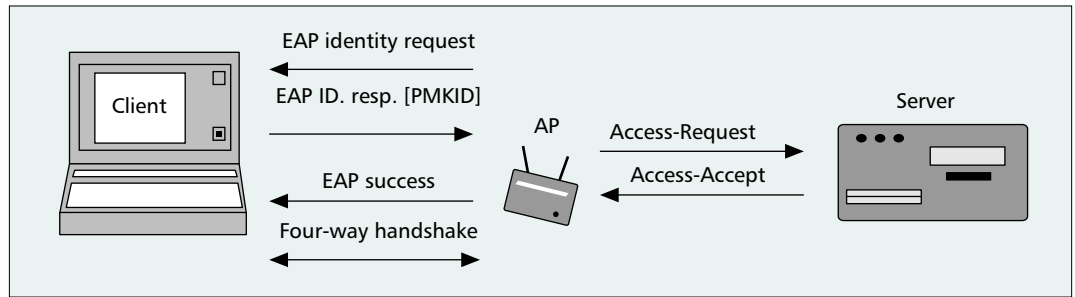 EAP identity request
Client
EAP ID. resp. [PMKID]
AP
Server
Access-Request
Access-Accept
EAP success
Four-way handshake